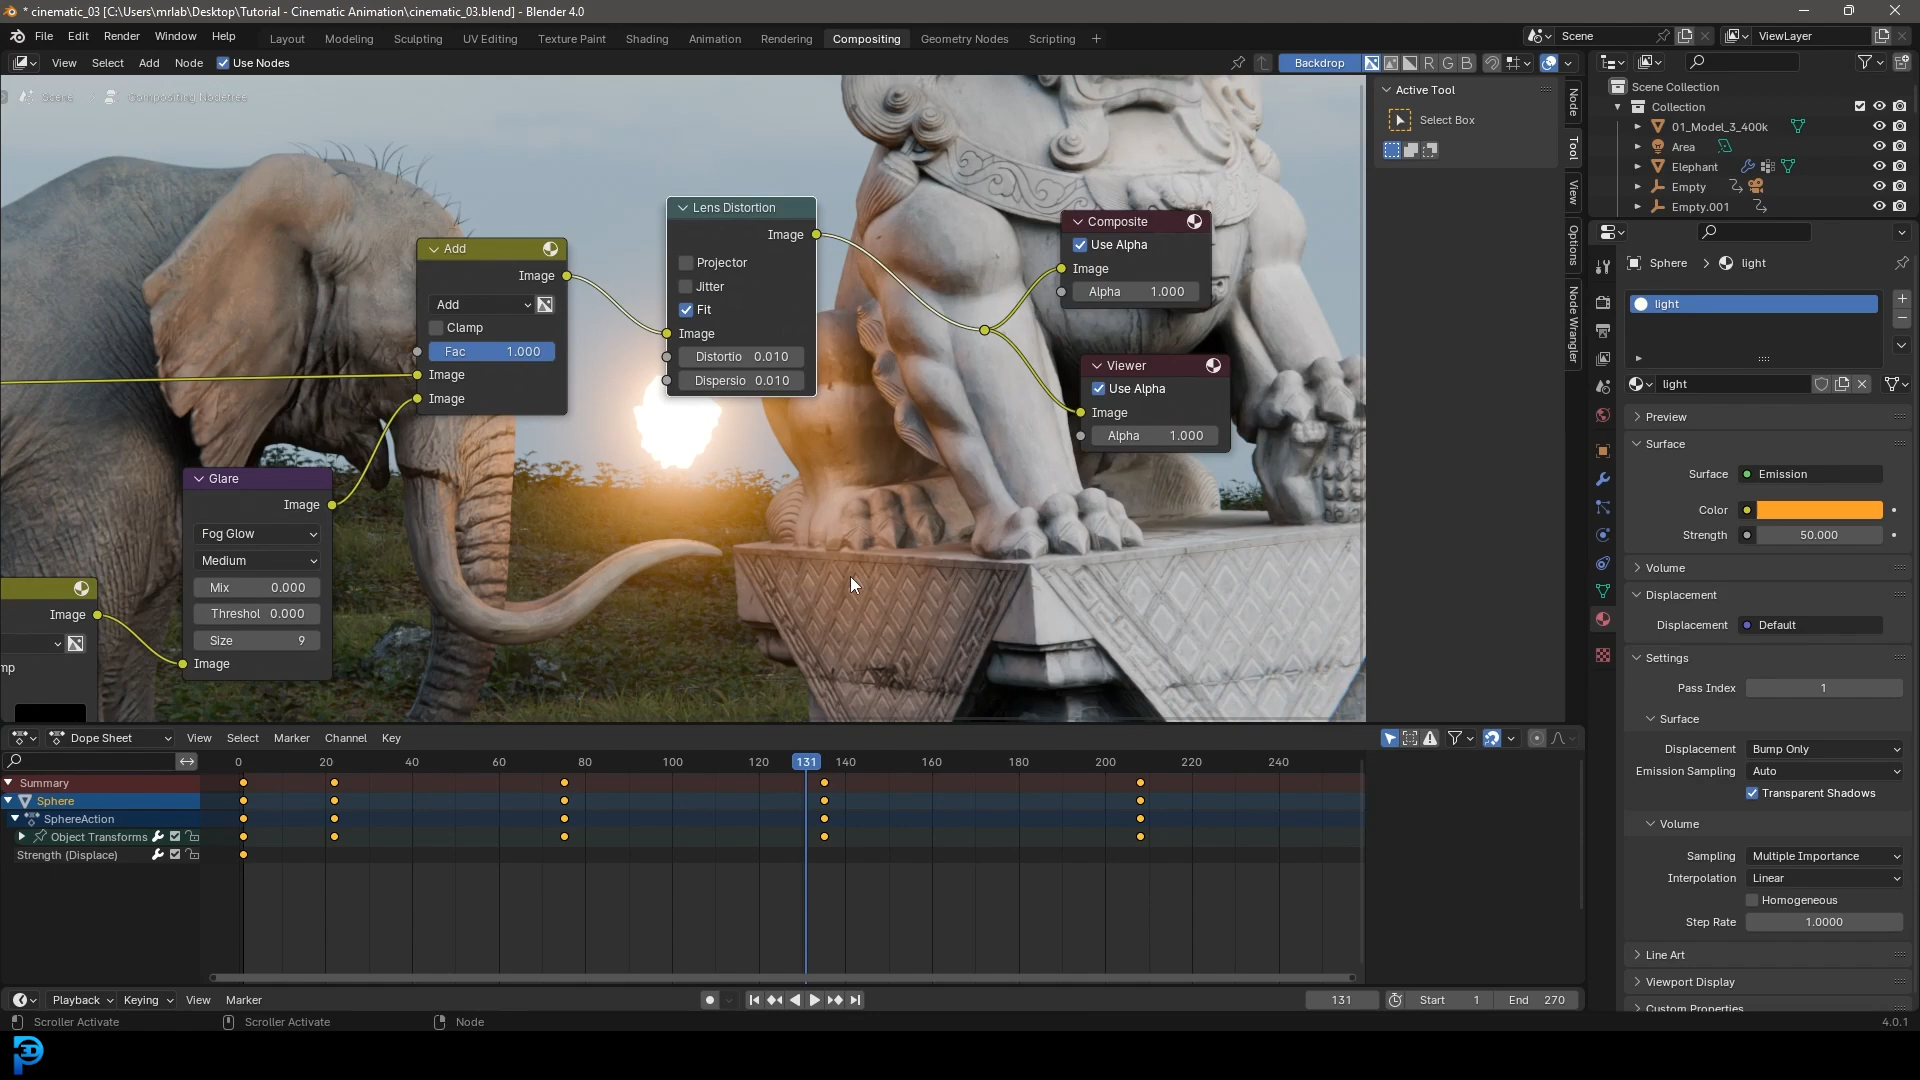 * cinematic_03 [C:\Users\mrlab\Desktop\Tutorial - Cinematic Animation\cinematic_03.blend] - Blender 4.0
File Edit Render Window Help
Layout Modeling Sculpting UV Editing Texture Paint Shading Animation Rendering Compositing Geometry Nodes Scripting +
Scene
ViewLayer
View Select Add Node Use Nodes
Backdrop
R G B
Scene
Compositing Nodetree
Active Tool
Select Box
Node
Tool
View
Options
Node Wrangler
Scene Collection
Collection
01_Model_3_400k
Area
Elephant
Empty
Empty.001
Add
Image
Add
Clamp
Fac 1.000
Image
Image
Lens Distortion
Image
Projector
Jitter
Fit
Image
Distortio 0.010
Dispersio 0.010
Composite
Use Alpha
Image
Alpha 1.000
Viewer
Use Alpha
Image
Alpha 1.000
Glare
Image
Fog Glow
Medium
Mix 0.000
Threshol 0.000
Size 9
Image
Image
mp
Sphere > light
light
light
Preview
Surface
Surface Emission
Color
Strength 50.000
Volume
Displacement
Displacement Default
Settings
Pass Index 1
Surface
Displacement Bump Only
Emission Sampling Auto
Transparent Shadows
Volume
Sampling Multiple Importance
Interpolation Linear
Homogeneous
Step Rate 1.0000
Line Art
Viewport Display
Custom Properties
Dope Sheet View Select Marker Channel Key
0 20 40 60 80 100 120 131 140 160 180 200 220 240
Summary
Sphere
SphereAction
Object Transforms
Strength (Displace)
Playback Keying View Marker
131
Start 1 End 270
Scroller Activate
Scroller Activate
Node
4.0.1